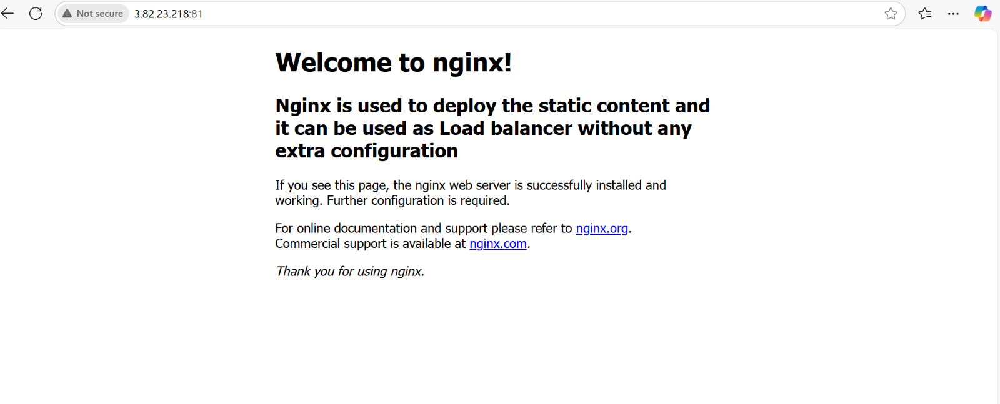 Not secure 3.82.23.218:81
Welcome to nginx!
Nginx is used to deploy the static content and
it can be used as Load balancer without any
extra configuration
If you see this page, the nginx web server is successfully installed and
working. Further configuration is required.
For online documentation and support please refer to nginx.org.
Commercial support is available at nginx.com.
Thank you for using nginx.